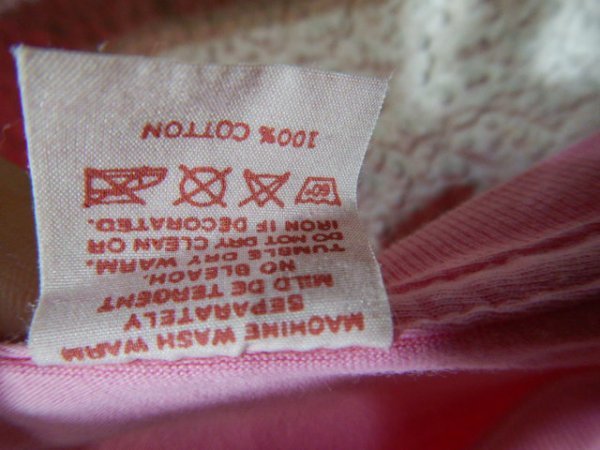 MACHINE WASH WARM
SEPARATELY
MILD DE TERGENT
NO BLEACH.
TUMBLE DRY WARM.
DO NOT DRY CLEAN OR
IRON IF DECORATED.
60°
100% COTTON